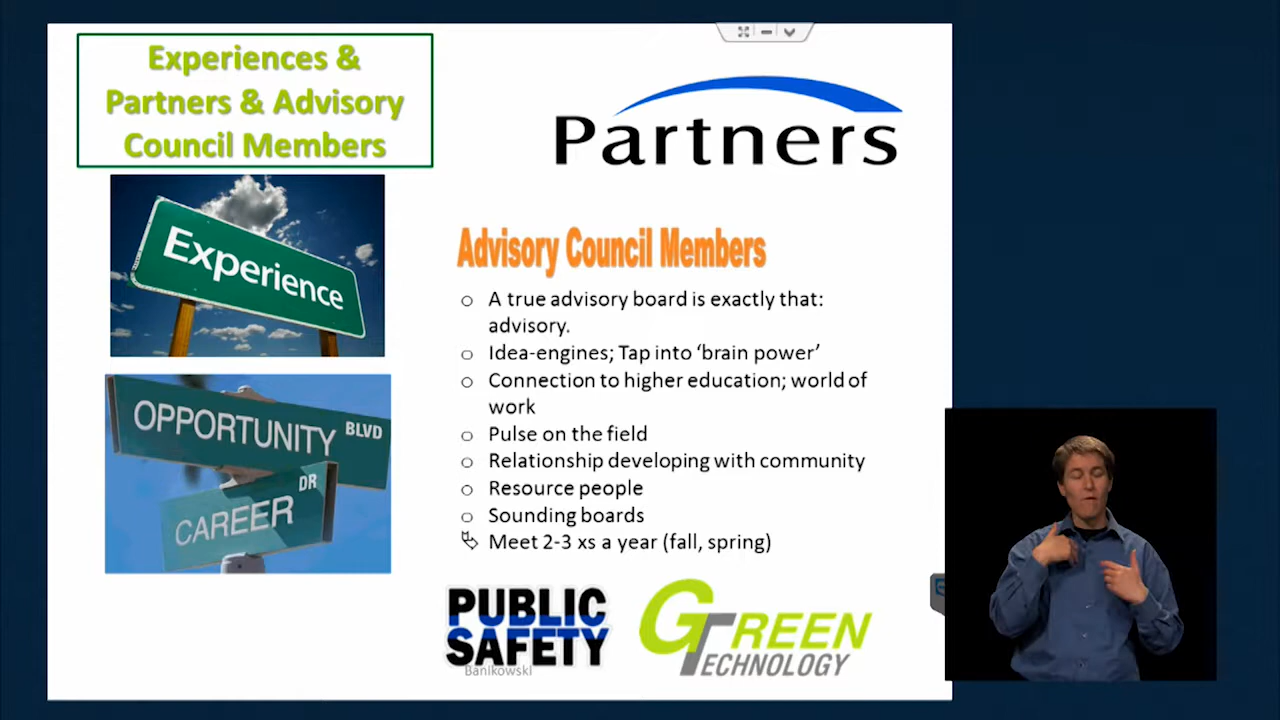 Experiences &
Partners & Advisory
Council Members
Partners
Experience
OPPORTUNITY BLVD
CAREER DR
Advisory Council Members
o A true advisory board is exactly that:
advisory.
o Idea-engines; Tap into ‘brain power’
o Connection to higher education; world of
work
o Pulse on the field
o Relationship developing with community
o Resource people
o Sounding boards
Meet 2-3 xs a year (fall, spring)
PUBLIC
SAFETY
Banikowski
GREEN
TECHNOLOGY